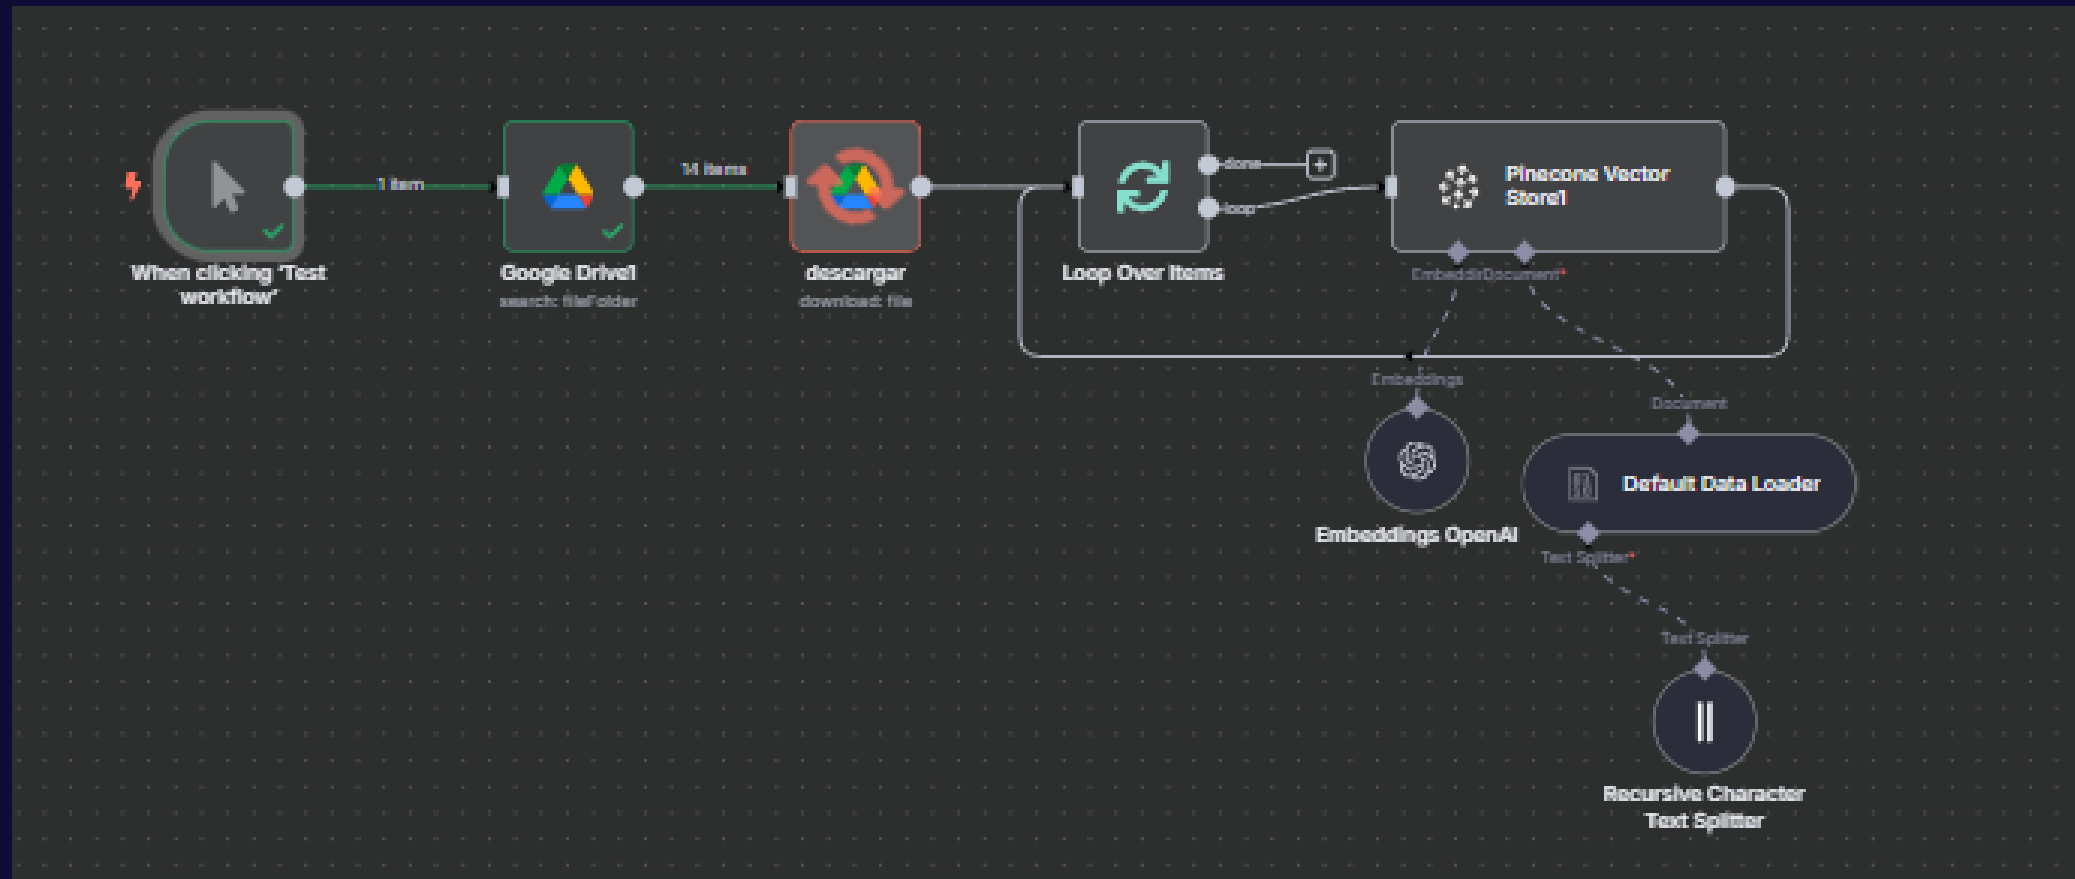 1 item
14 items
done
loop
Pinecone Vector
Store1
When clicking 'Test
workflow'
Google Drive1
search: fileFolder
descargar
download: file
Loop Over Items
Document*
Embeddings
Document
Default Data Loader
Embeddings OpenAI
Text Splitter*
Text Splitter
Recursive Character
Text Splitter